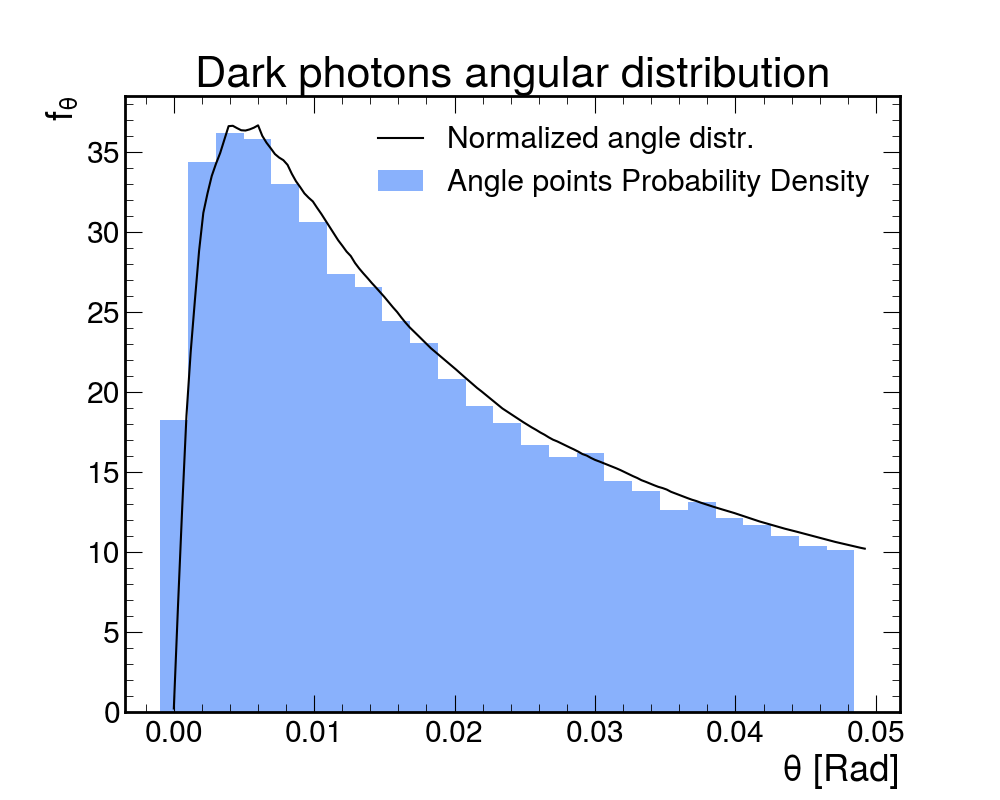 Dark photons angular distribution
fθ
Normalized angle distr.
Angle points Probability Density
35
30
25
20
15
10
5
0
0.00 0.01 0.02 0.03 0.04 0.05
θ [Rad]